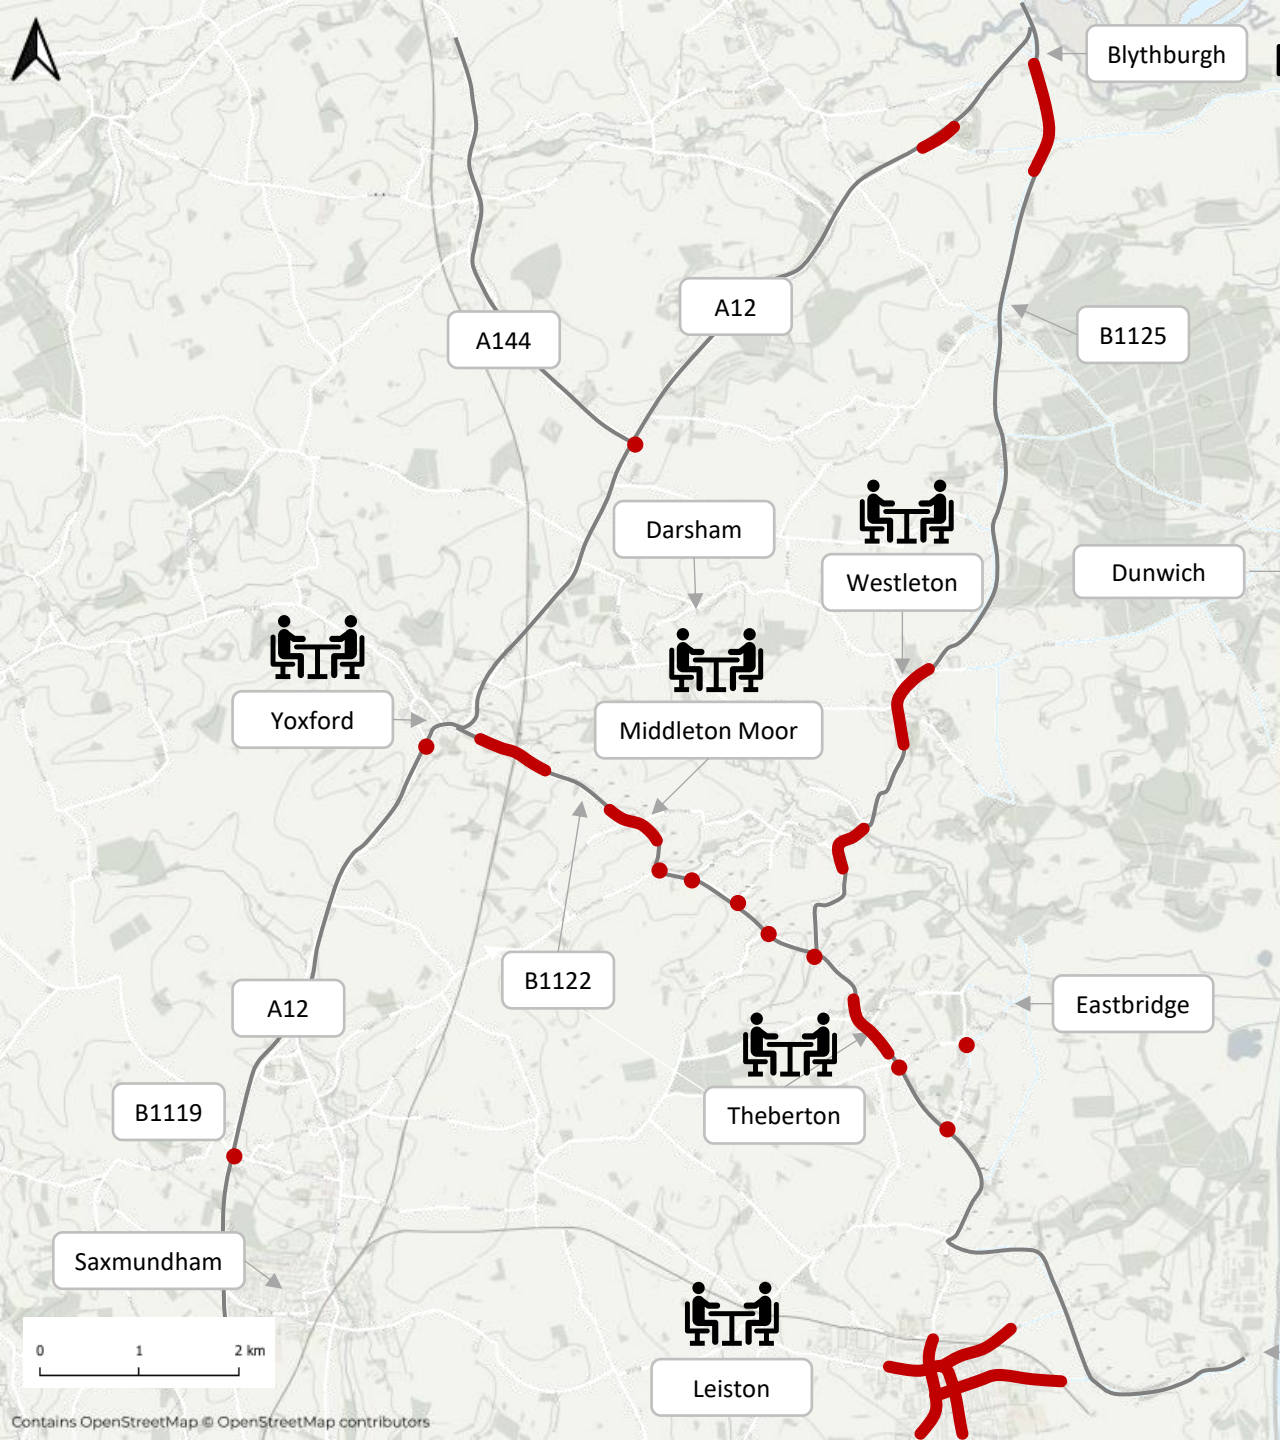 Blythburgh
A12
A144
B1125
Darsham
Westleton
Dunwich
Yoxford
Middleton Moor
B1122
A12
Eastbridge
B1119
Theberton
Saxmundham
0 1 2 km
Leiston
Contains OpenStreetMap © OpenStreetMap contributors